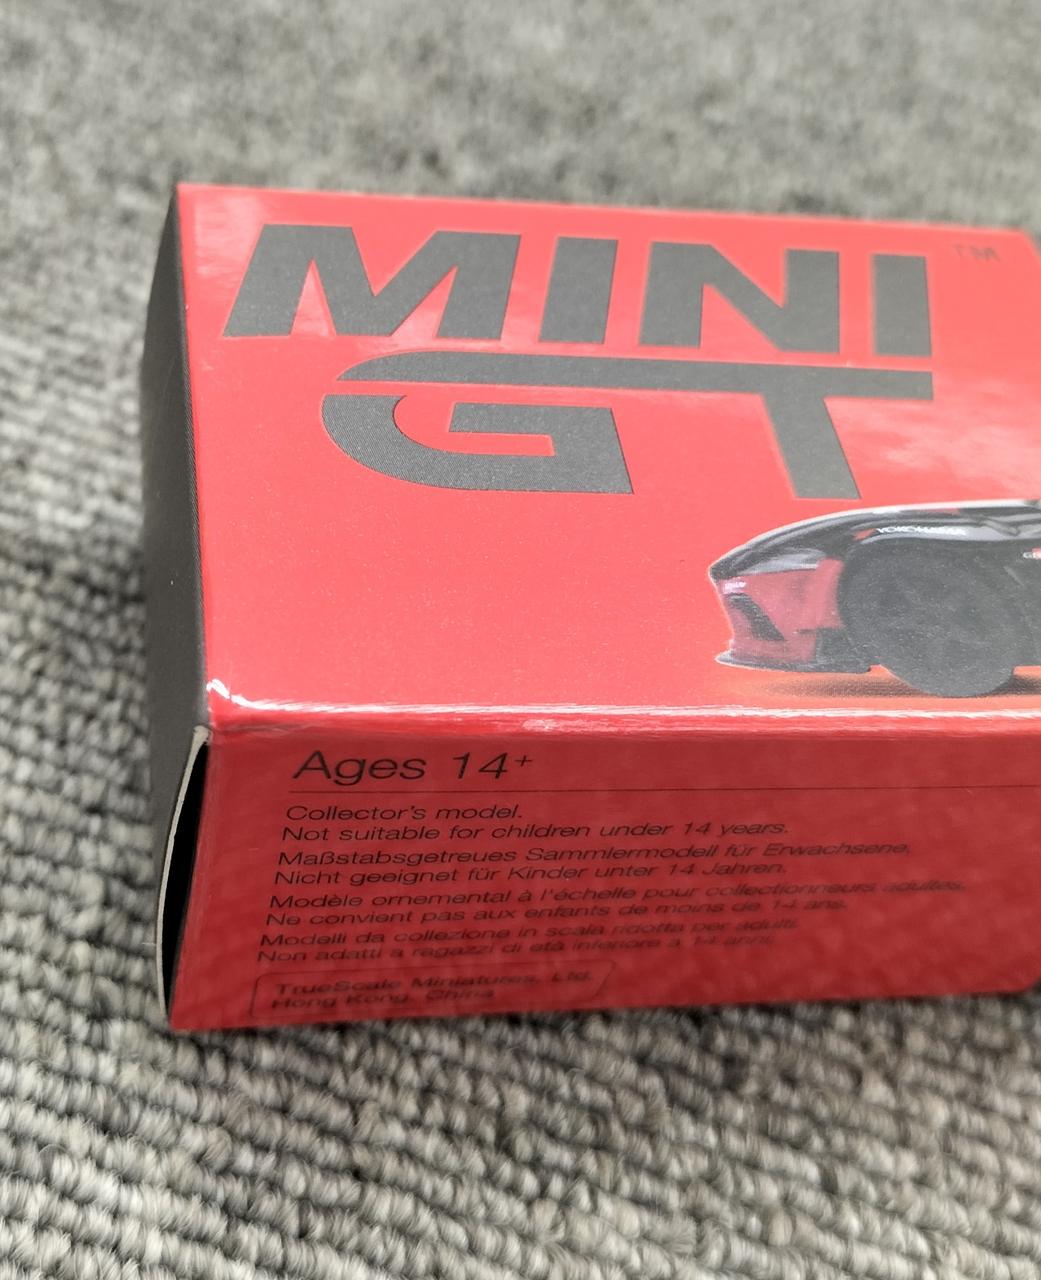 MINI
GT
TM
YOKOHAMA
Ages 14+
Collector's model.
Not suitable for children under 14 years.
Maßstabsgetreues Sammlermodell für Erwachsene.
Nicht geeignet für Kinder unter 14 Jahren.
Modèle ornemental à l'échelle pour collectionneurs adultes.
Ne convient pas aux enfants de moins de 14 ans.
Modelli da collezione in scala ridotta per adulti.
Non adatti a ragazzi di età inferiore a 14 anni.
TrueScale Miniatures, Ltd.
Hong Kong, China